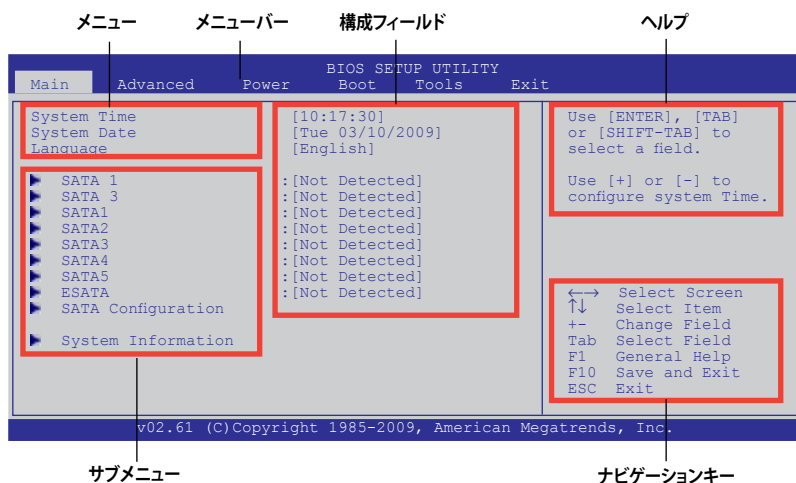 メニュー メニューバー 構成フィールド ヘルプ
BIOS SETUP UTILITY
Main Advanced Power Boot Tools Exit
System Time [10:17:30]
System Date [Tue 03/10/2009]
Language [English]
SATA 1 :[Not Detected]
SATA 3 :[Not Detected]
SATA1 :[Not Detected]
SATA2 :[Not Detected]
SATA3 :[Not Detected]
SATA4 :[Not Detected]
SATA5 :[Not Detected]
ESATA :[Not Detected]
SATA Configuration
System Information
Use [ENTER], [TAB]
or [SHIFT-TAB] to
select a field.
Use [+] or [-] to
configure system Time.
←→ Select Screen
↑↓ Select Item
+- Change Field
Tab Select Field
F1 General Help
F10 Save and Exit
ESC Exit
v02.61 (C)Copyright 1985-2009, American Megatrends, Inc.
サブメニュー ナビゲーションキー